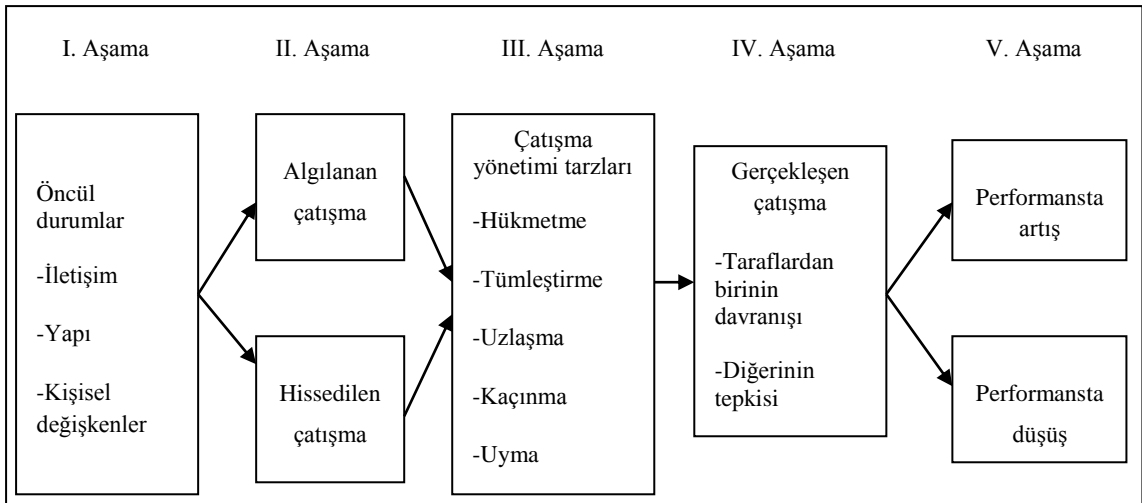 I. Aşama
II. Aşama
III. Aşama
IV. Aşama
V. Aşama
Öncül
durumlar
-İletişim
-Yapı
-Kişisel
değişkenler
Algılanan
çatışma
Hissedilen
çatışma
Çatışma
yönetimi tarzları
-Hükmetme
-Tümleştirme
-Uzlaşma
-Kaçınma
-Uyma
Gerçekleşen
çatışma
-Taraflardan
birinin
davranışı
-Diğerinin
tepkisi
Performansta
artış
Performansta
düşüş